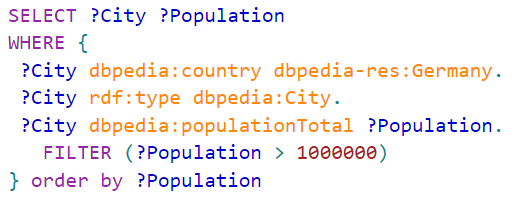 SELECT ?City ?Population
WHERE {
?City dbpedia:country dbpedia-res:Germany.
?City rdf:type dbpedia:City.
?City dbpedia:populationTotal ?Population.
FILTER (?Population > 1000000)
} order by ?Population